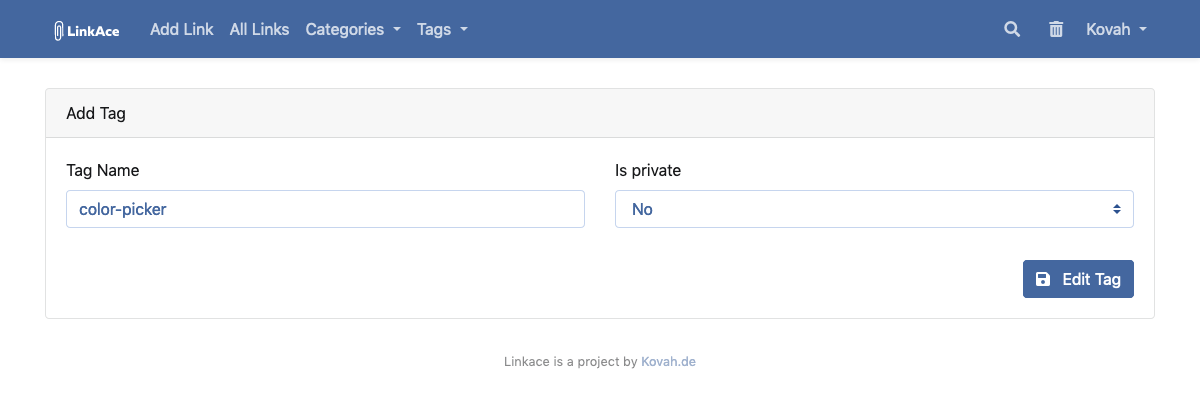 LinkAce Add Link All Links Categories Tags Kovah
Add Tag
Tag Name Is private
color-picker No
Edit Tag
Linkace is a project by Kovah.de